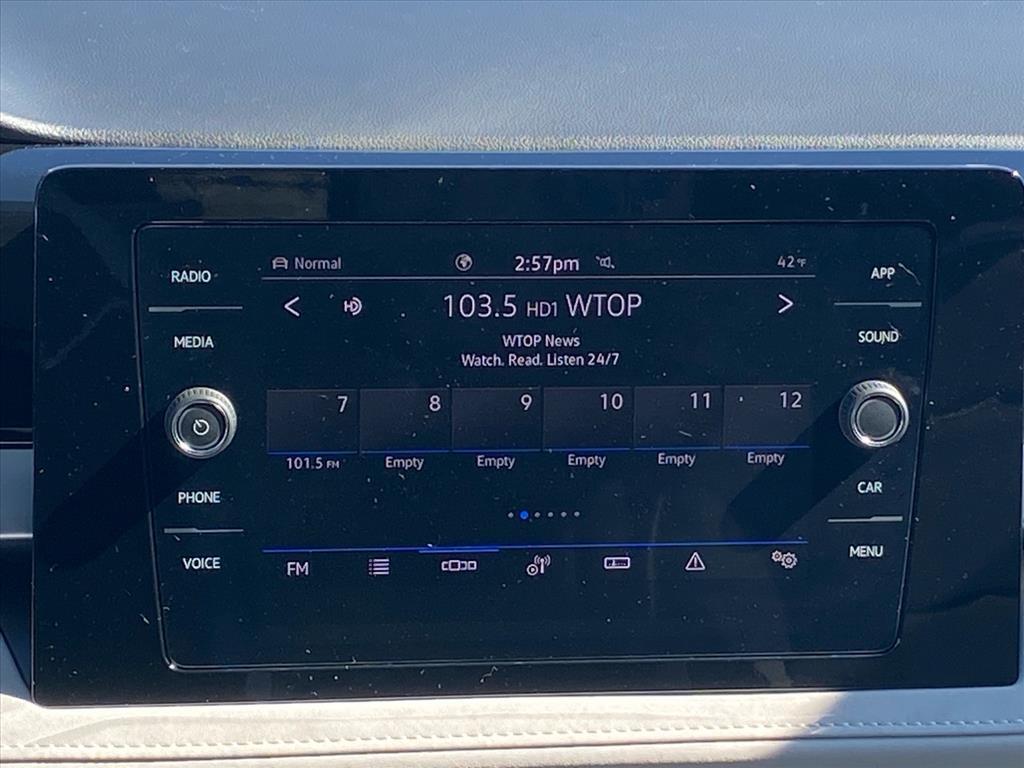 RADIO
MEDIA
PHONE
VOICE
Normal 2:57pm 42°F
HD 103.5 HD1 WTOP
WTOP News
Watch. Read. Listen 24/7
7 8 9 10 11 12
101.5 FM Empty Empty Empty Empty Empty
FM
APP
SOUND
CAR
MENU